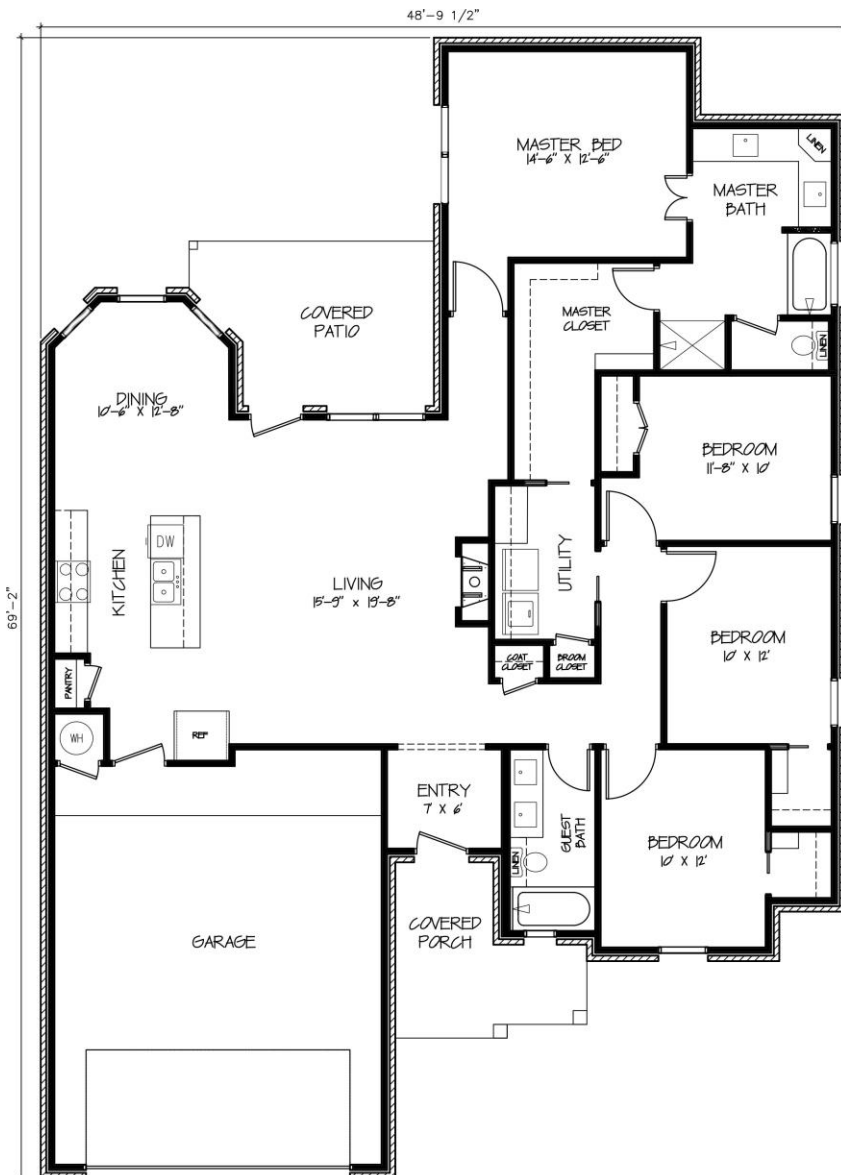 48'-9 1/2"
MASTER BED
14'-6" X 12'-6"
LINEN
MASTER
BATH
COVERED
PATIO
MASTER
CLOSET
LINEN
DINING
10'-6" X 12'-8"
BEDROOM
11'-8" X 10'
DW
KITCHEN
UTILITY
LIVING
15'-9" x 19'-8"
69'-2"
BEDROOM
10' X 12'
COAT
CLOSET
BROOM
CLOSET
PANTRY
WH
REF
ENTRY
7' X 6'
GUEST
BATH
LINEN
BEDROOM
10' X 12'
GARAGE
COVERED
PORCH